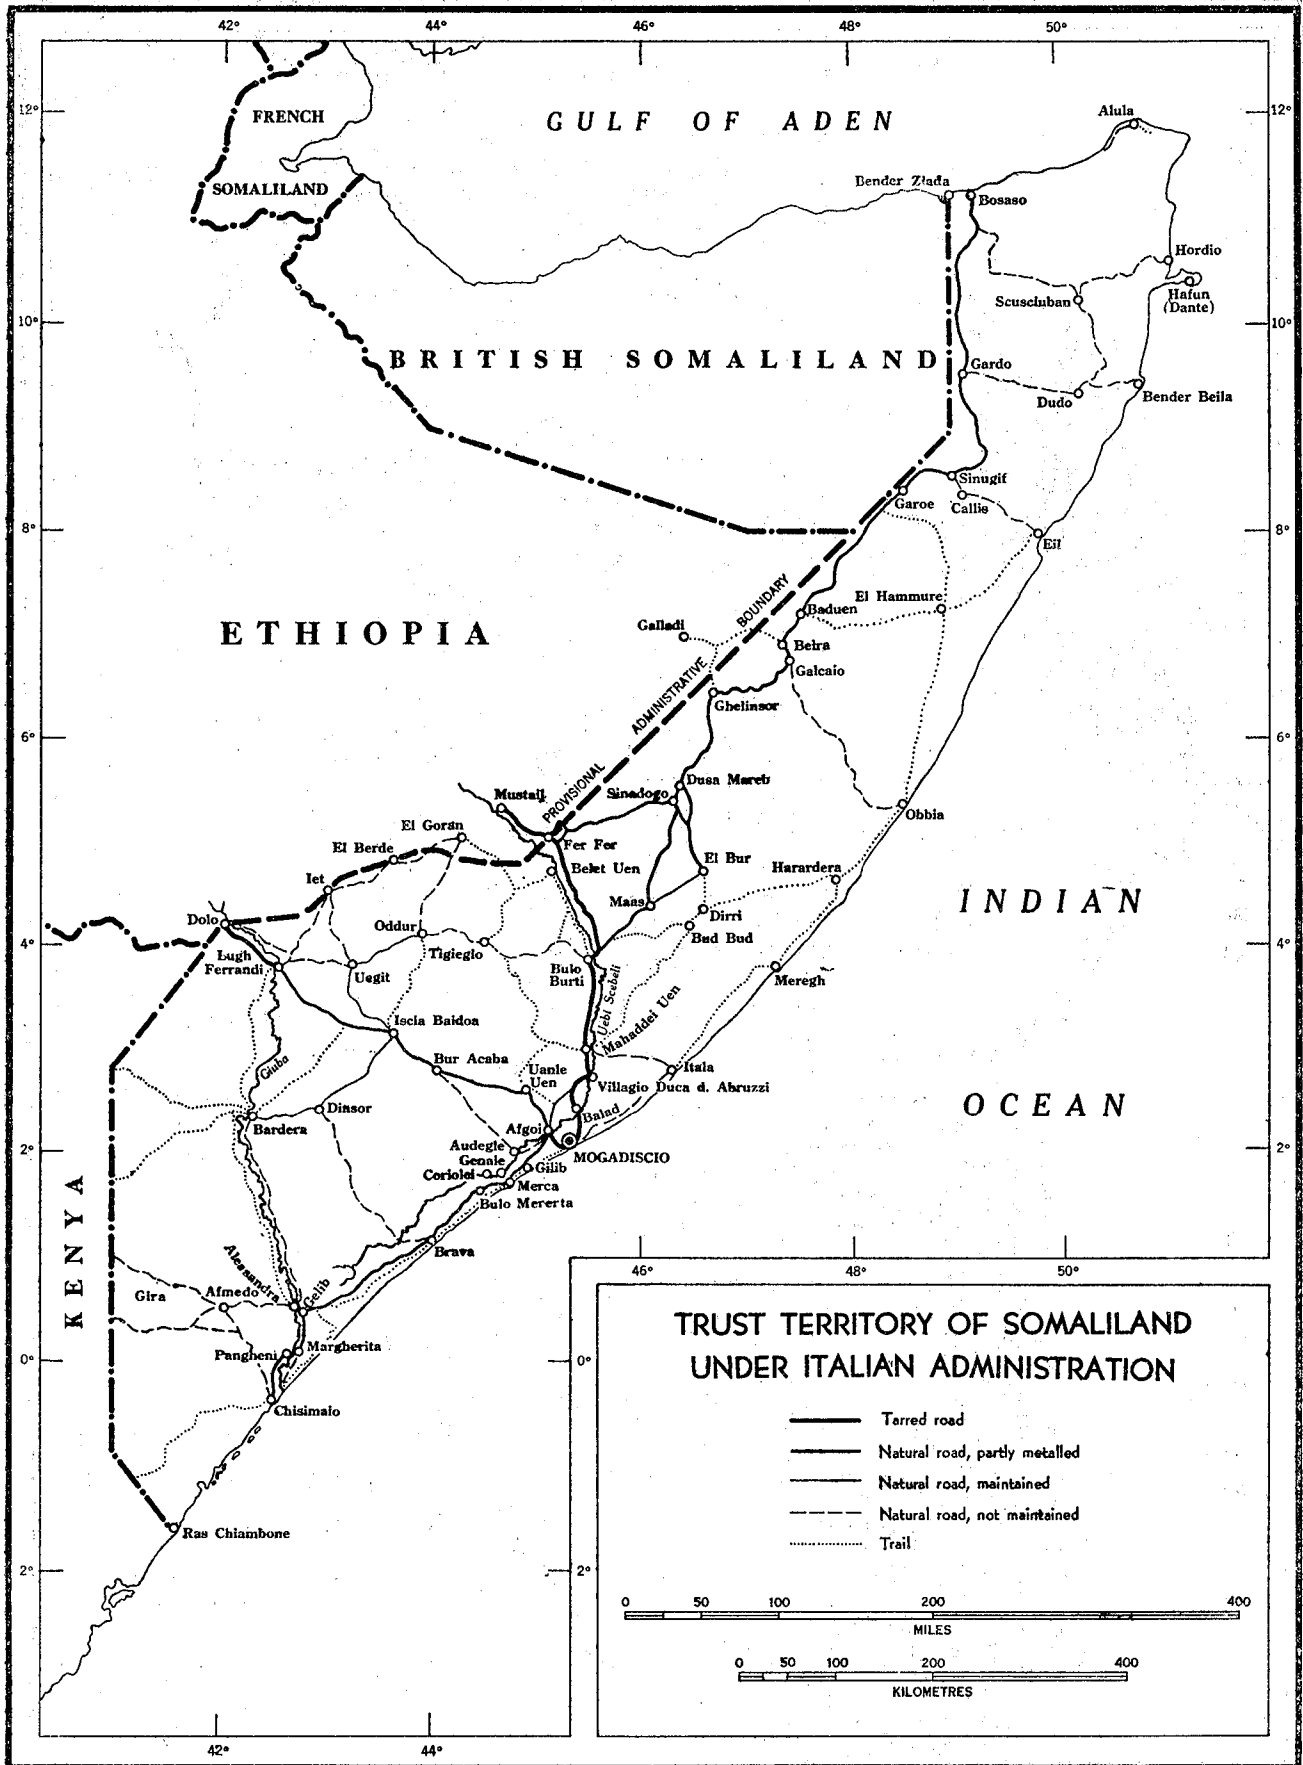 42° 44° 46° 48° 50°
12° 12°
FRENCH
SOMALILAND
GULF OF ADEN
Alula
Bender Ziada
Bosaso
Hordio
Hafun
(Dante)
Scuscluban
10° 10°
BRITISH SOMALILAND
Gardo
Dudo
Bender Beila
Sinugif
Garoe
Callis
8° 8°
Eil
ETHIOPIA
PROVISIONAL ADMINISTRATIVE BOUNDARY
El Hammure
Baduen
Galladi
Beira
Galcaio
Ghelinsor
6° 6°
Dusa Mareb
Sinadogo
Mustail
Obbia
El Goran
Fer Fer
El Berde
Belet Uen
El Bur
Harardera
Iet
Maas
INDIAN
Dolo
Oddur
Dirri
Bud Bud
4° 4°
Lugh
Ferrandi
Tigieglo
Uegit
Bulo
Burti
Meregh
Uebi Scebeli
Mahaddei Uen
Iscia Baidoa
Giuba
Bur Acaba
Uanle
Uen
Itala
Villagio Duca d. Abruzzi
OCEAN
Dinsor
Balad
Bardera
Afgoi
2° 2°
Audegle
MOGADISCIO
Genale
Gilib
Coriolei
Merca
Bulo Mererta
KENYA
Brava
46° 48° 50°
Alessandra
Gelib
Gira
Afmedo
Margherita
Pangheni
0° 0°
Chisimaio
Ras Chiambone
2° 2°
42° 44°
TRUST TERRITORY OF SOMALILAND
UNDER ITALIAN ADMINISTRATION
Tarred road
Natural road, partly metalled
Natural road, maintained
Natural road, not maintained
Trail
0 50 100 200 400
MILES
0 50 100 200 400
KILOMETRES